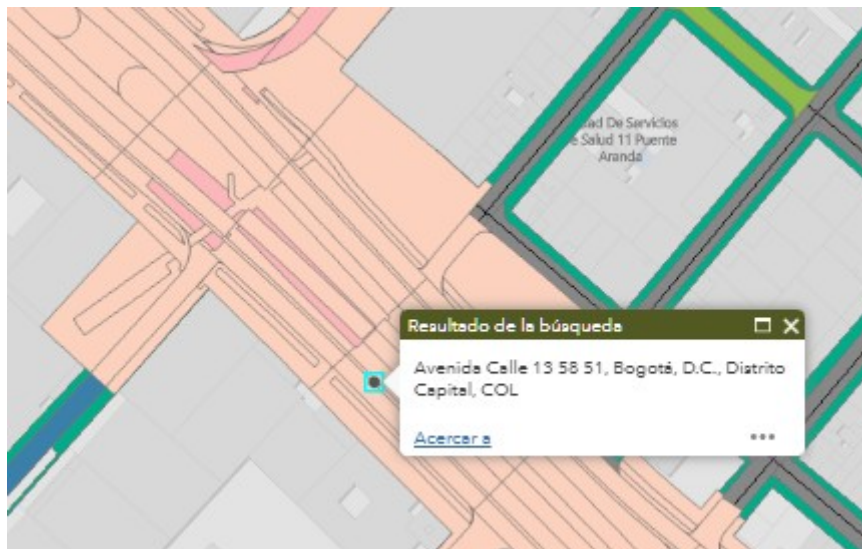 ad De Servicios
e Salud 11 Puente
Aranda
Resultado de la búsqueda
Avenida Calle 13 58 51, Bogotá, D.C., Distrito
Capital, COL
Acercar a